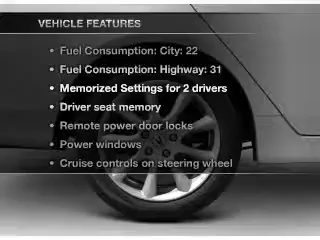 VEHICLE FEATURES
• Fuel Consumption: City: 22
• Fuel Consumption: Highway: 31
• Memorized Settings for 2 drivers
• Driver seat memory
• Remote power door locks
• Power windows
• Cruise controls on steering wheel